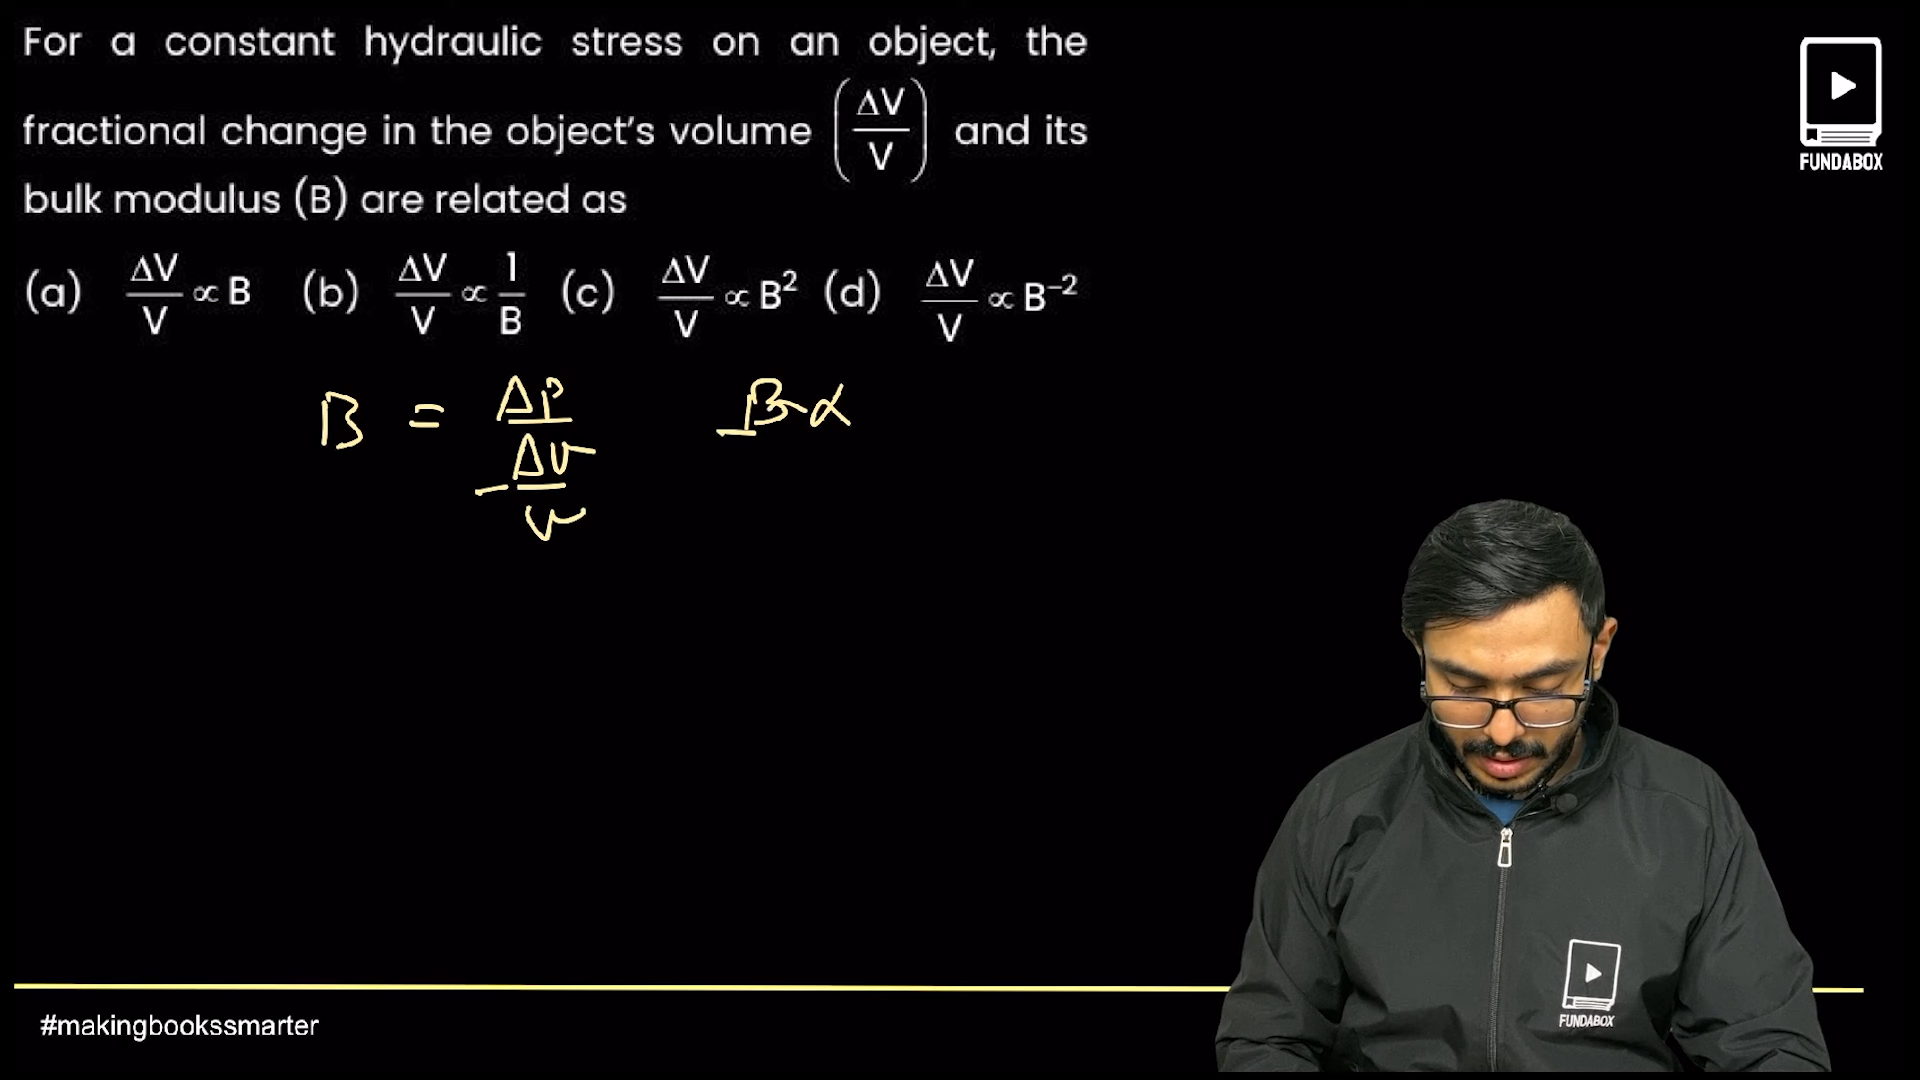 For a constant hydraulic stress on an object, the
fractional change in the object's volume (ΔV/V) and its
bulk modulus (B) are related as
(a) ΔV/V ∝ B (b) ΔV/V ∝ 1/B (c) ΔV/V ∝ B² (d) ΔV/V ∝ B⁻²
B = ΔP / -ΔV/V
-B ∝
FUNDABOX
FUNDABOX
#makingbookssmarter